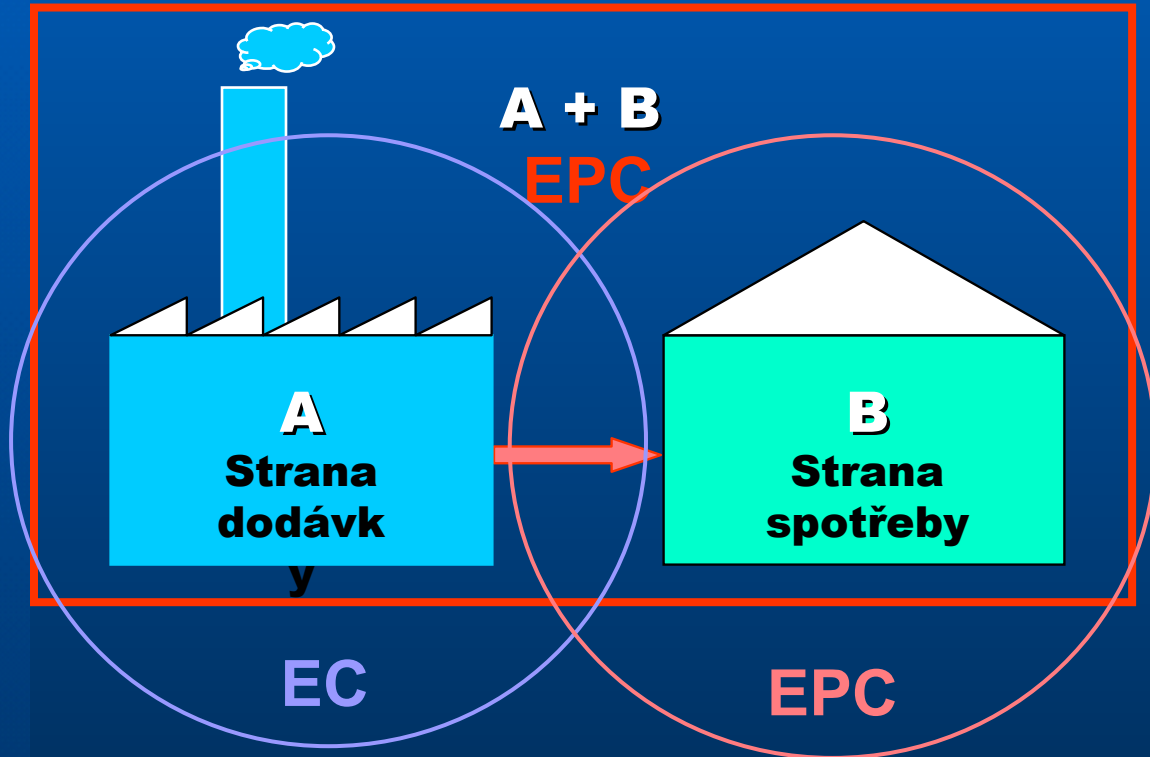 A + B
EPC
A
Strana
dodávk
y
B
Strana
spotřeby
EC
EPC